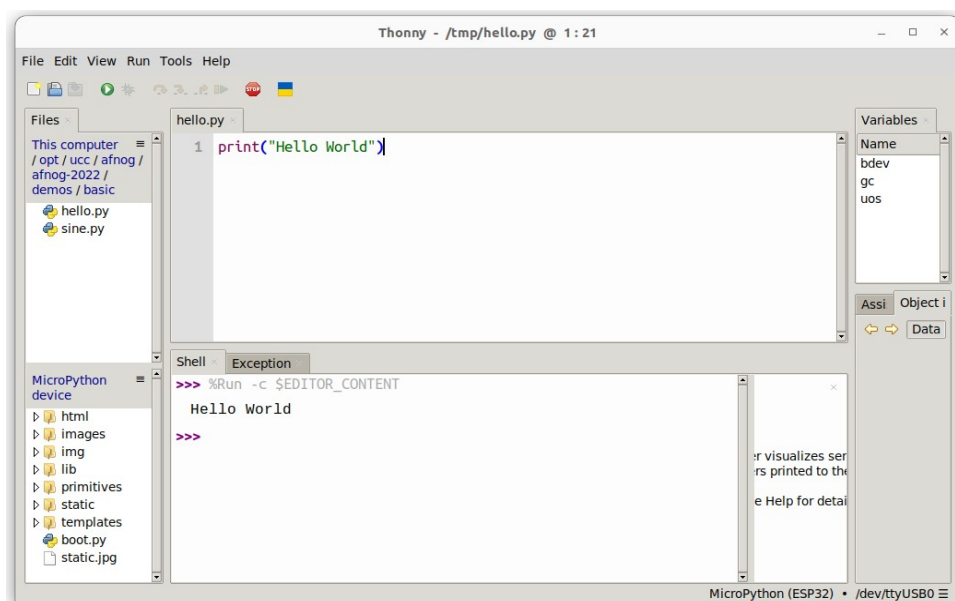 Thonny - /tmp/hello.py @ 1:21
File Edit View Run Tools Help
STOP
Files
This computer
/ opt / ucc / afnog /
afnog-2022 /
demos / basic
hello.py
sine.py
MicroPython
device
html
images
img
lib
primitives
static
templates
boot.py
static.jpg
hello.py
1 print("Hello World")
Shell Exception
>>> %Run -c $EDITOR_CONTENT
Hello World
>>>
er visualizes ser
rs printed to the
e Help for detai
Variables
Name
bdev
gc
uos
Assi Object i
Data
MicroPython (ESP32) • /dev/ttyUSB0 ☰